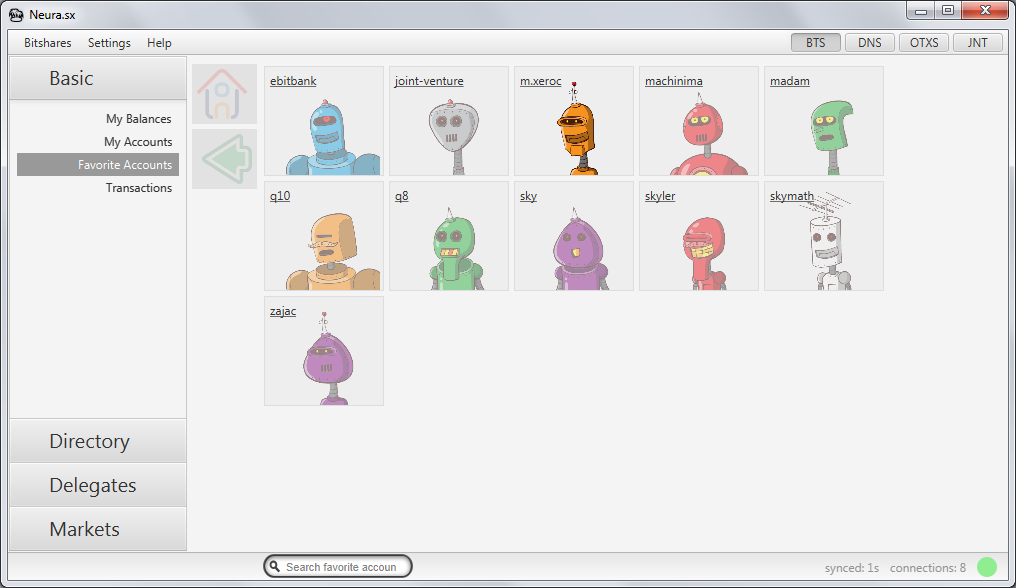 Neura.sx
Bitshares Settings Help
BTS DNS OTXS JNT
Basic
My Balances
My Accounts
Favorite Accounts
Transactions
Directory
Delegates
Markets
ebitbank joint-venture m.xeroc machinima madam
q10 q8 sky skyler skymath
zajac
Search favorite accoun
synced: 1s connections: 8